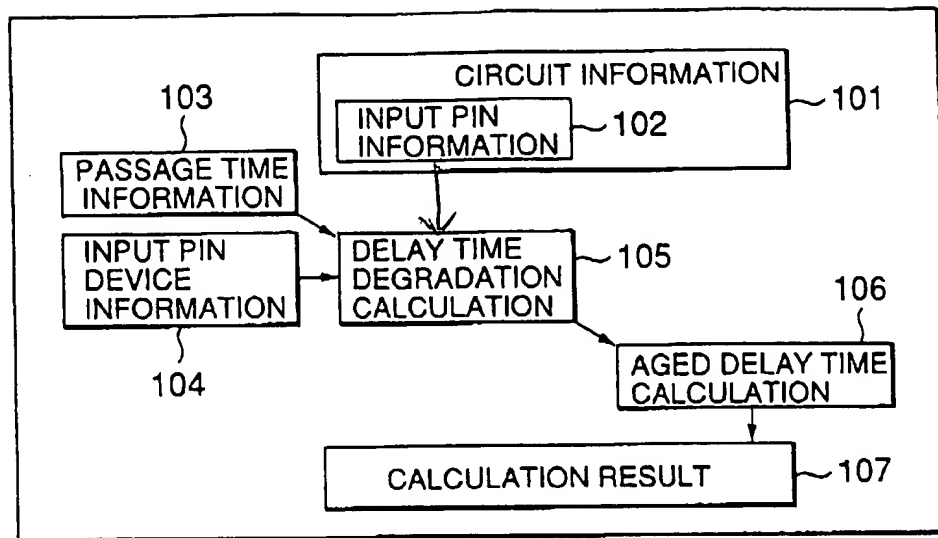 CIRCUIT INFORMATION
101
INPUT PIN
INFORMATION
102
103
PASSAGE TIME
INFORMATION
INPUT PIN
DEVICE
INFORMATION
104
DELAY TIME
DEGRADATION
CALCULATION
105
106
AGED DELAY TIME
CALCULATION
CALCULATION RESULT
107